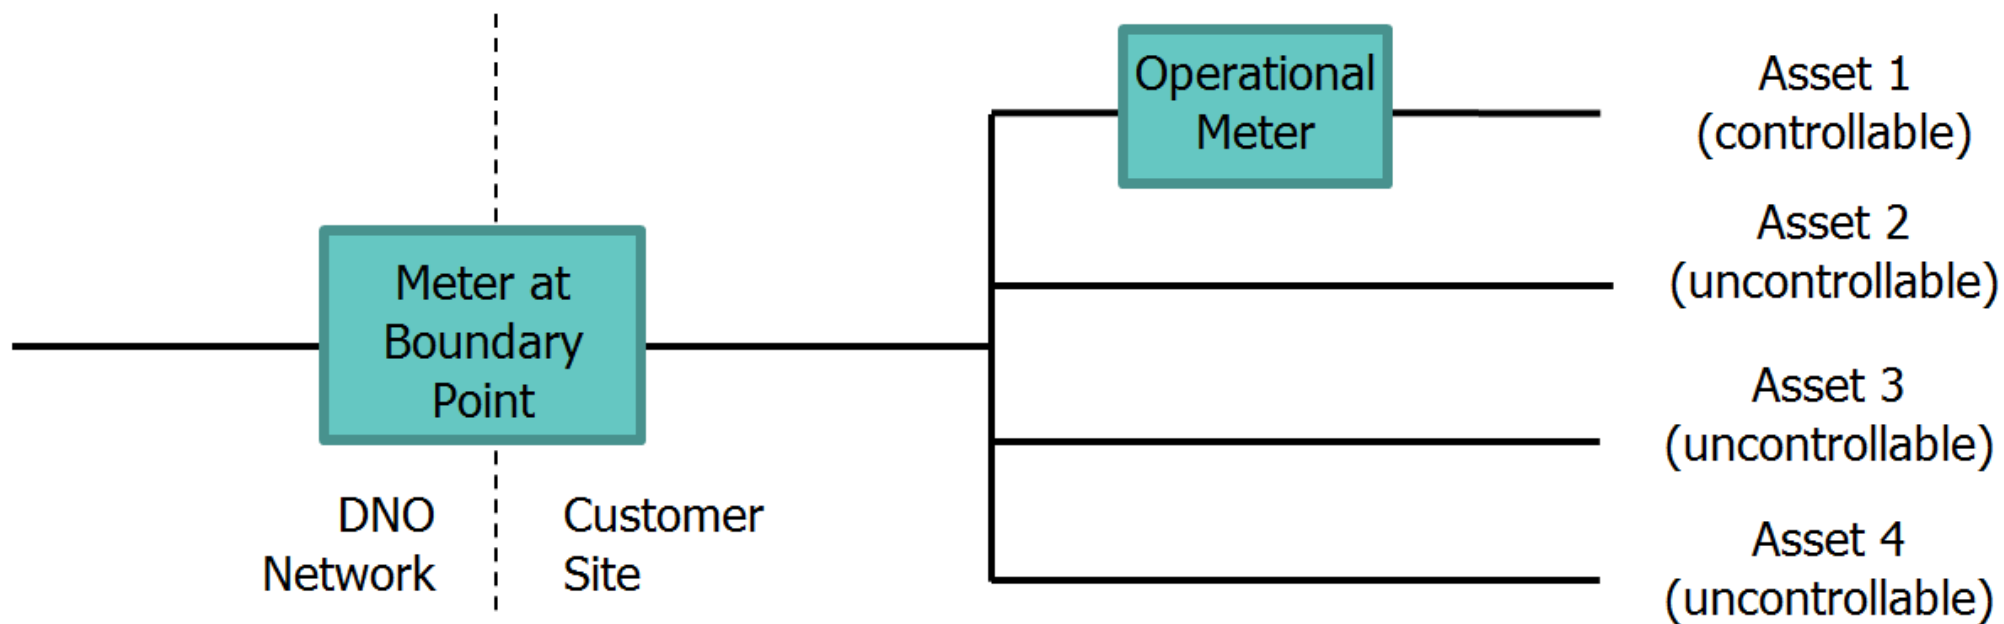 Operational
Meter
Asset 1
(controllable)
Asset 2
(uncontrollable)
Meter at
Boundary
Point
Asset 3
(uncontrollable)
DNO
Network
Customer
Site
Asset 4
(uncontrollable)